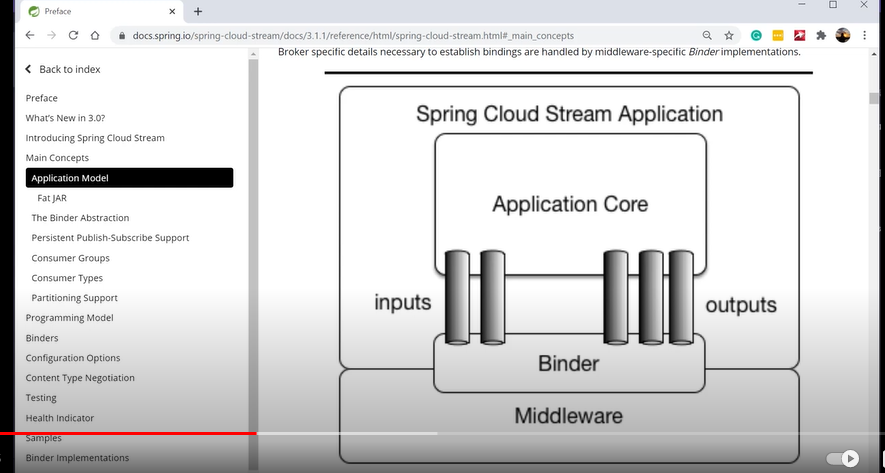 Preface
docs.spring.io/spring-cloud-stream/docs/3.1.1/reference/html/spring-cloud-stream.html#_main_concepts
Back to index
Preface
What's New in 3.0?
Introducing Spring Cloud Stream
Main Concepts
Application Model
Fat JAR
The Binder Abstraction
Persistent Publish-Subscribe Support
Consumer Groups
Consumer Types
Partitioning Support
Programming Model
Binders
Configuration Options
Content Type Negotiation
Testing
Health Indicator
Samples
Binder Implementations
Broker specific details necessary to establish bindings are handled by middleware-specific Binder implementations.
Spring Cloud Stream Application
Application Core
inputs
outputs
Binder
Middleware